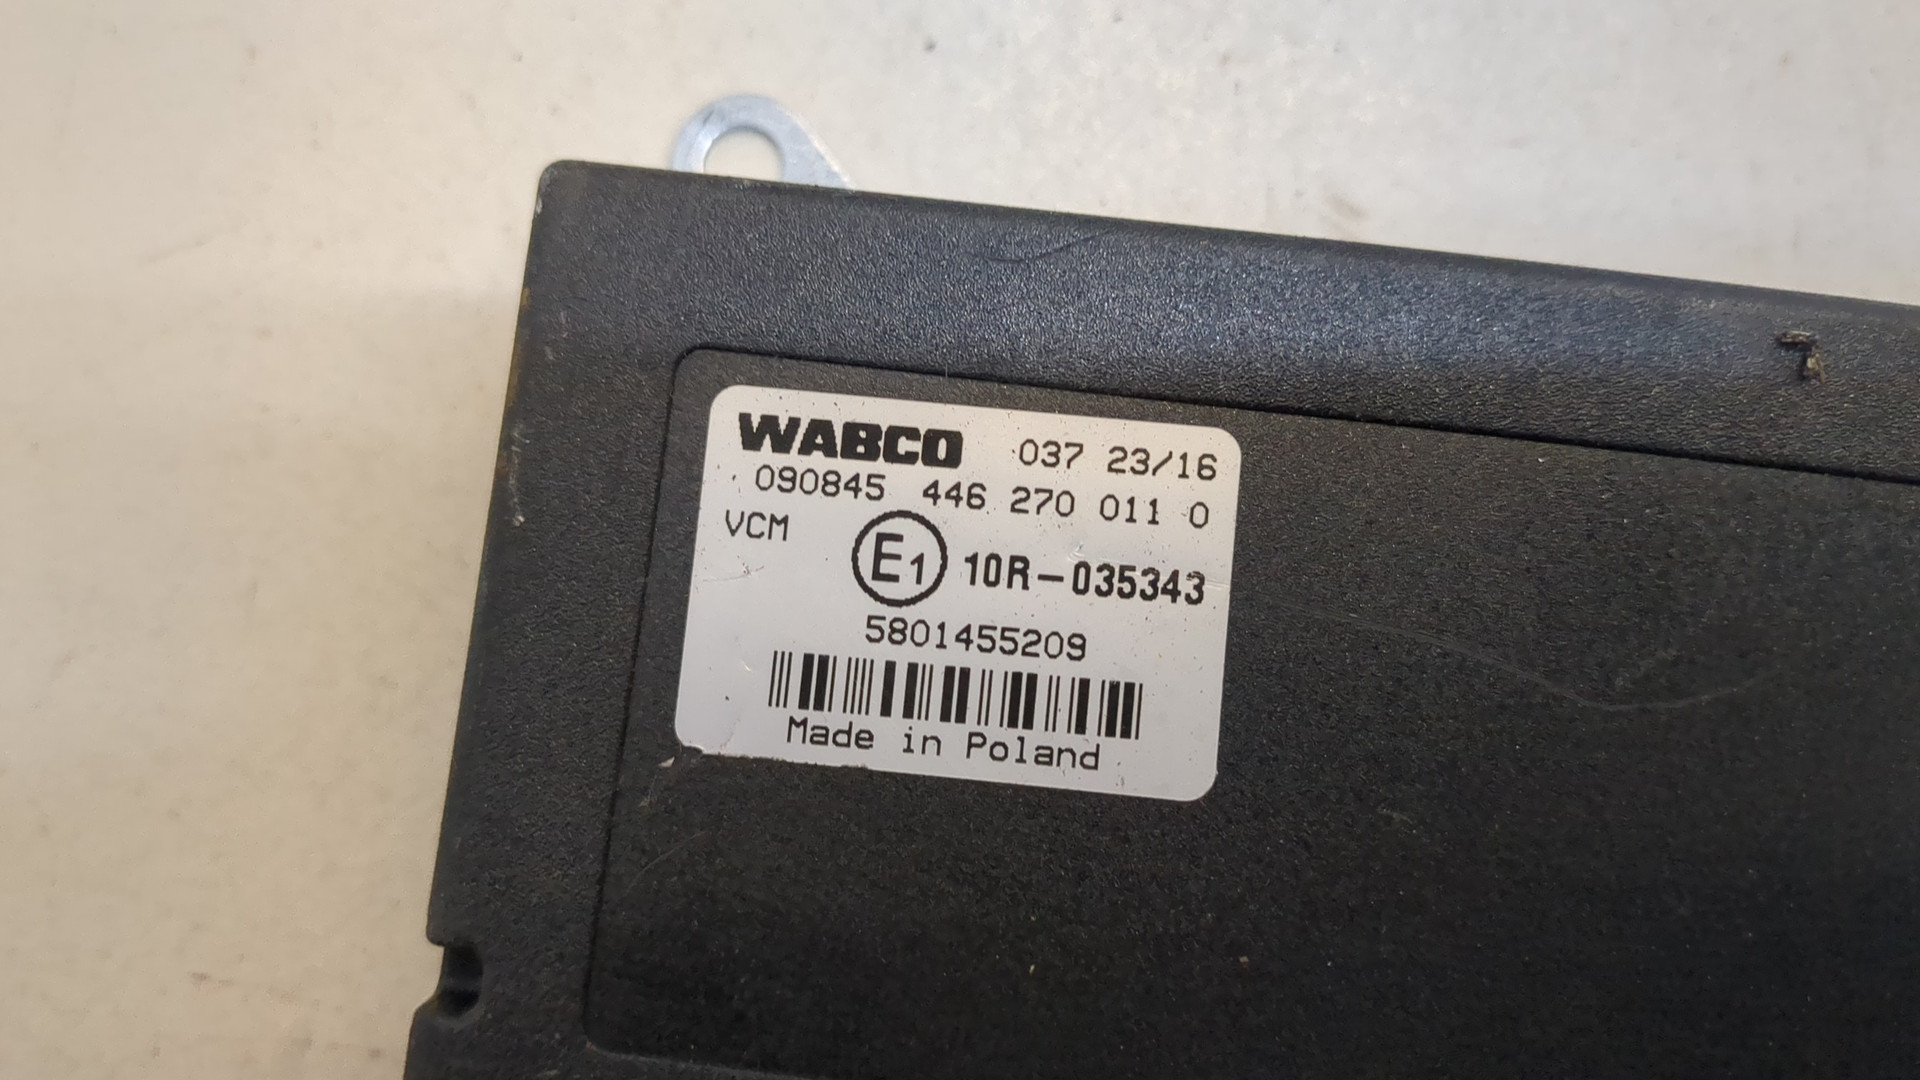 WABCO 037 23/16
090845 446 270 011 0
VCM E1 10R-035343
5801455209
Made in Poland